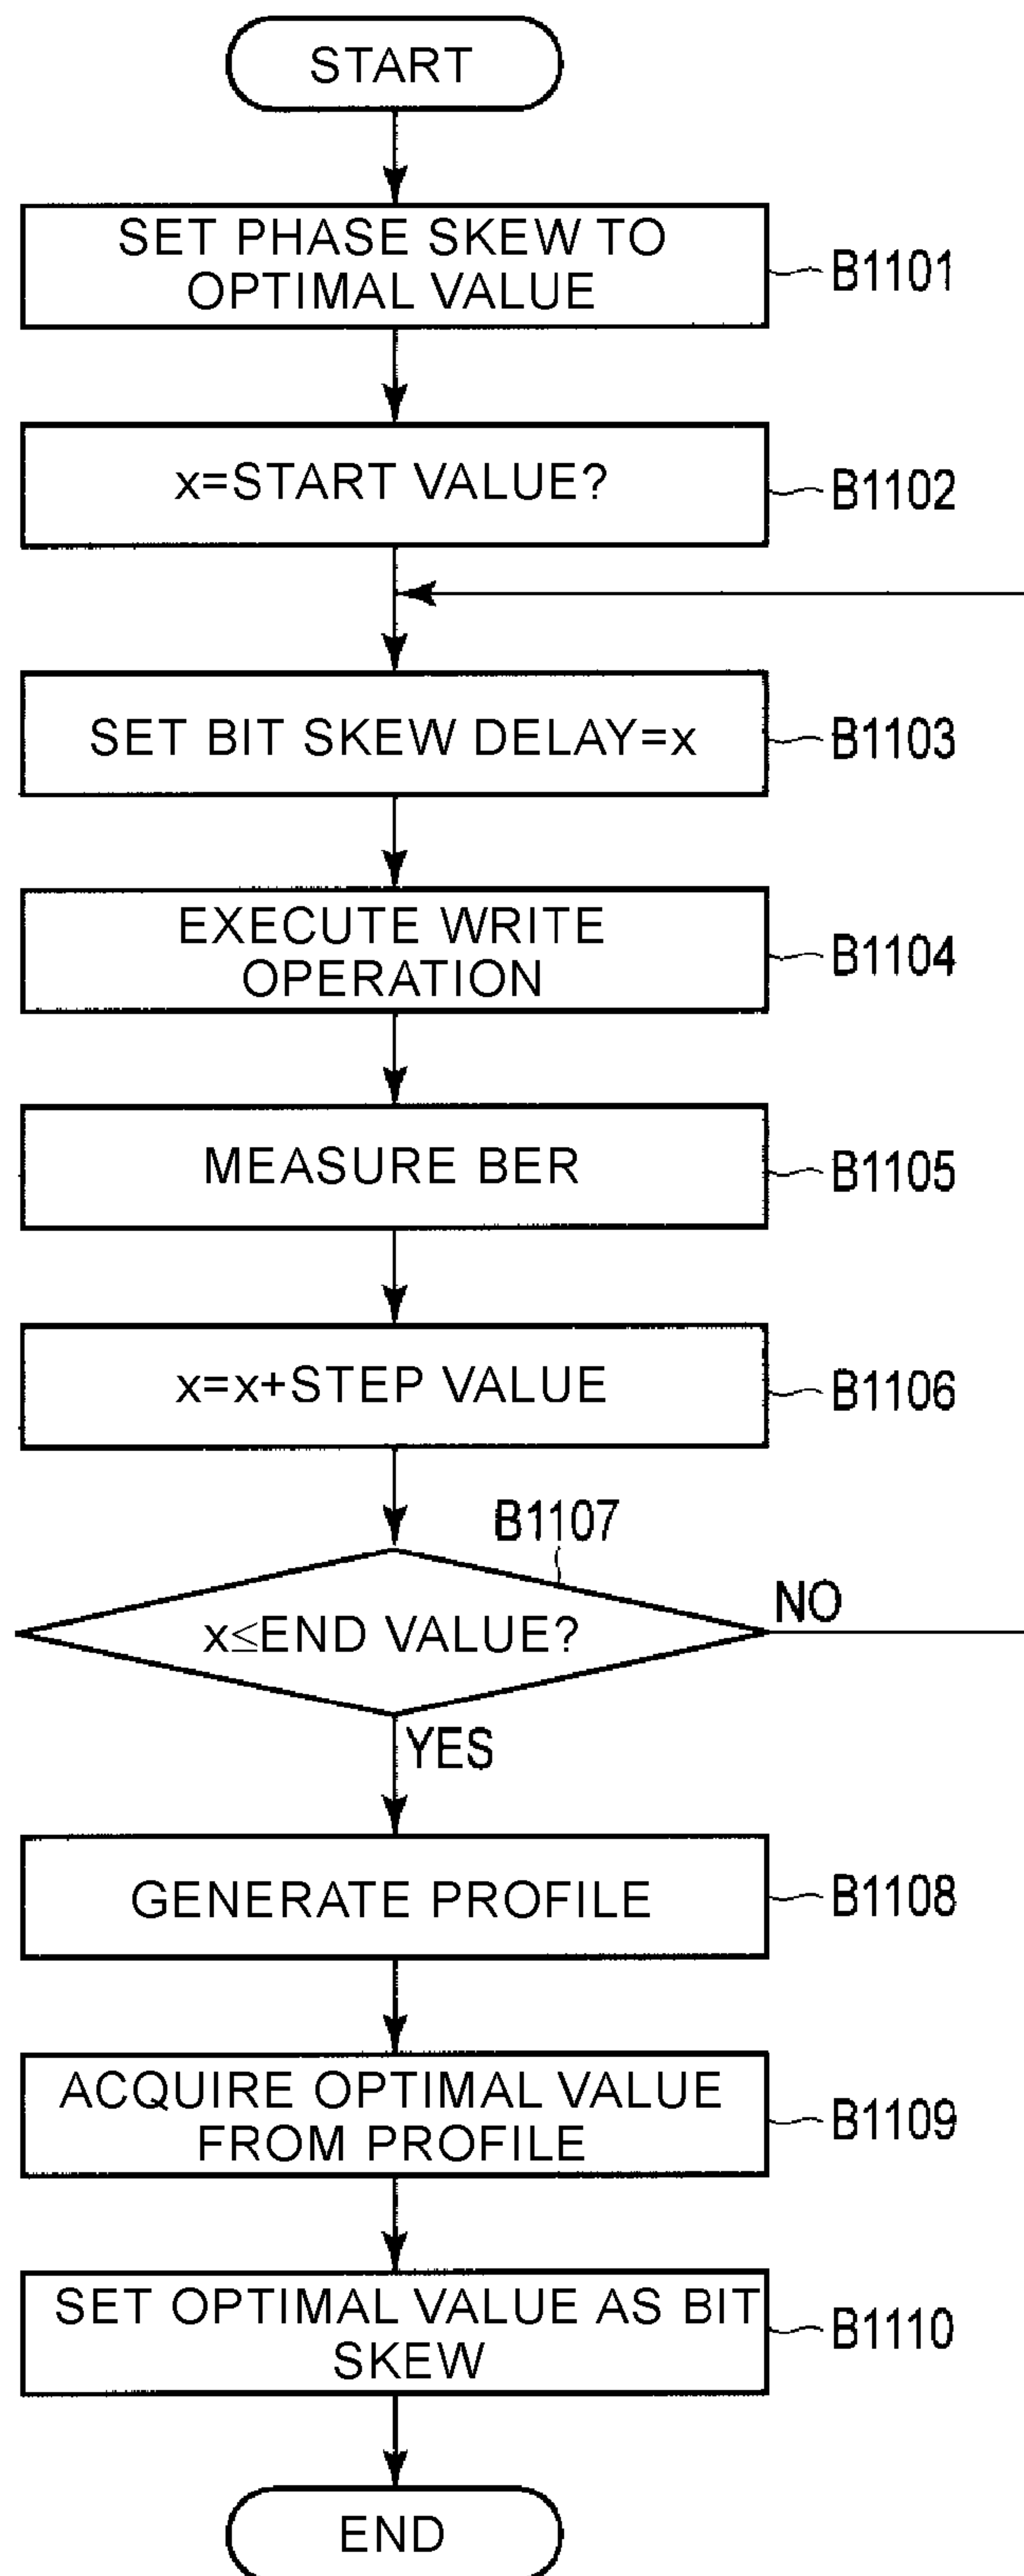 START
SET PHASE SKEW TO
OPTIMAL VALUE
B1101
x=START VALUE?
B1102
SET BIT SKEW DELAY=x
B1103
EXECUTE WRITE
OPERATION
B1104
MEASURE BER
B1105
x=x+STEP VALUE
B1106
B1107
x≤END VALUE?
NO
YES
GENERATE PROFILE
B1108
ACQUIRE OPTIMAL VALUE
FROM PROFILE
B1109
SET OPTIMAL VALUE AS BIT
SKEW
B1110
END